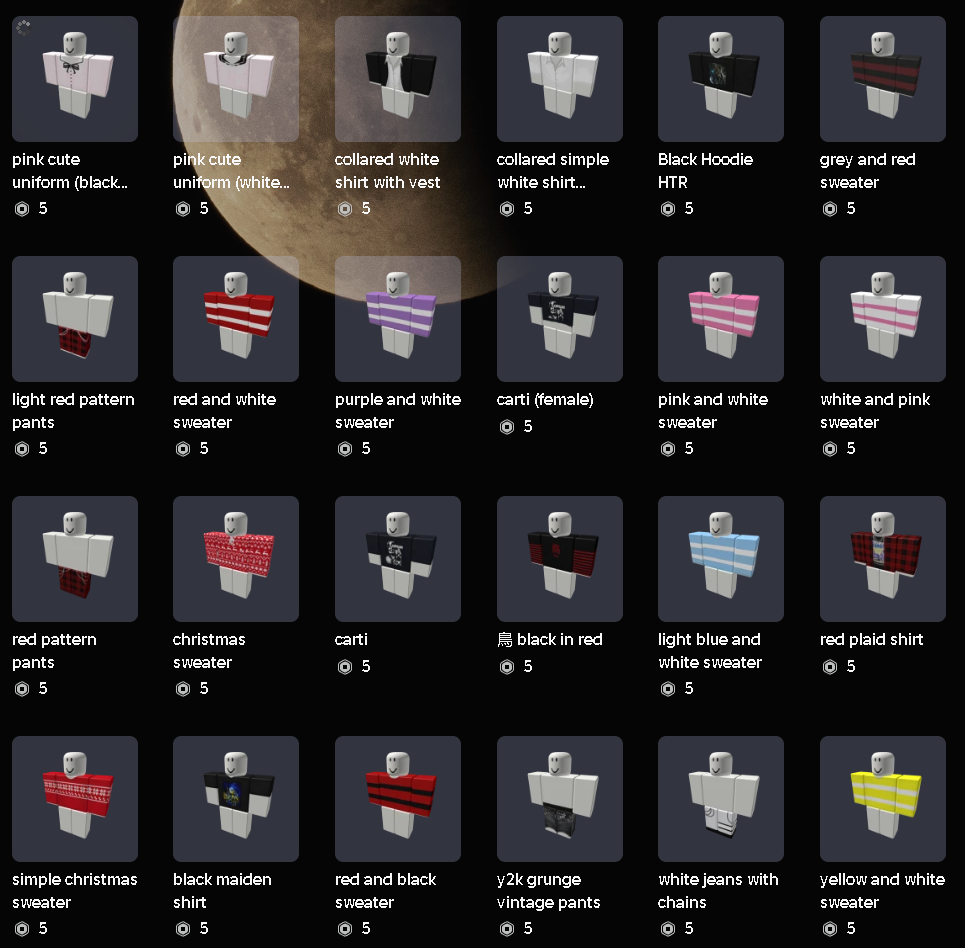 pink cute
uniform (black...
5
pink cute
uniform (white...
5
collared white
shirt with vest
5
collared simple
white shirt...
5
Black Hoodie
HTR
5
grey and red
sweater
5
light red pattern
pants
5
red and white
sweater
5
purple and white
sweater
5
carti (female)
5
pink and white
sweater
5
white and pink
sweater
5
red pattern
pants
5
christmas
sweater
5
carti
5
鳥 black in red
5
light blue and
white sweater
5
red plaid shirt
5
simple christmas
sweater
5
black maiden
shirt
5
red and black
sweater
5
y2k grunge
vintage pants
5
white jeans with
chains
5
yellow and white
sweater
5